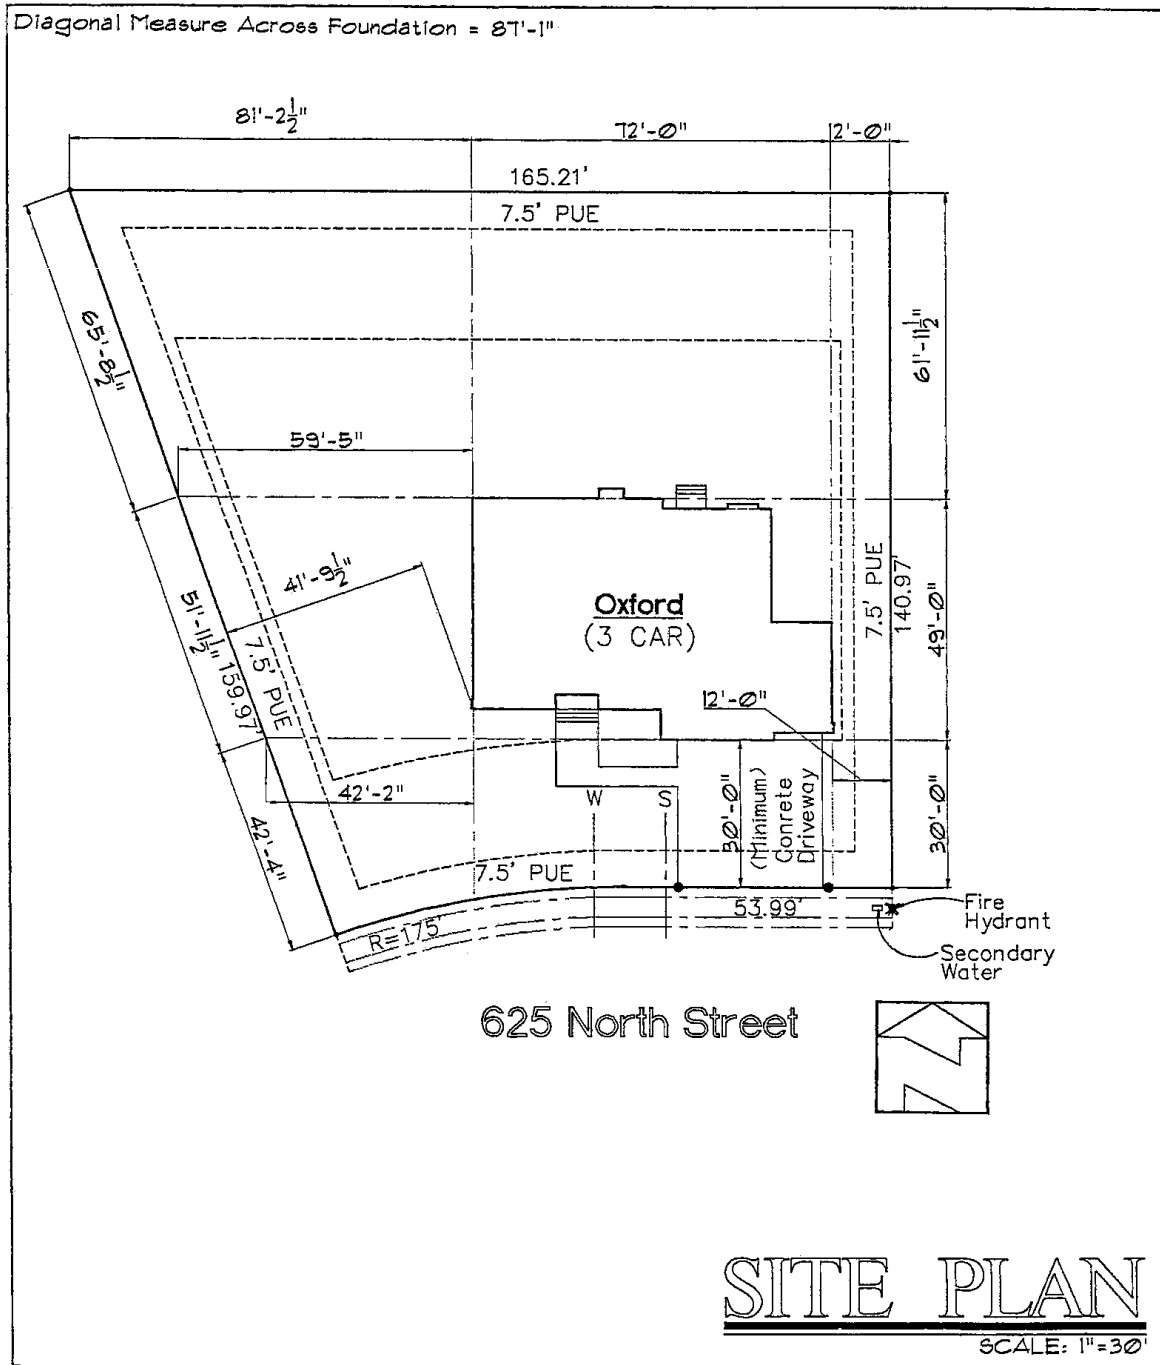 Diagonal Measure Across Foundation = 87'-1"
81'-2½"
72'-0"
12'-0"
165.21'
7.5' PUE
65'-8½"
61'-11½"
59'-5"
41'-9½"
Oxford
(3 CAR)
7.5' PUE
140.97'
49'-0"
51'-11½"
159.97'
7.5' PUE
12'-0"
42'-2"
W
S
30'-0"
(Minimum)
Conrete
Driveway
30'-0"
42'-4"
7.5' PUE
R=175'
53.99'
Fire
Hydrant
Secondary
Water
625 North Street
SITE PLAN
SCALE: 1"=30'